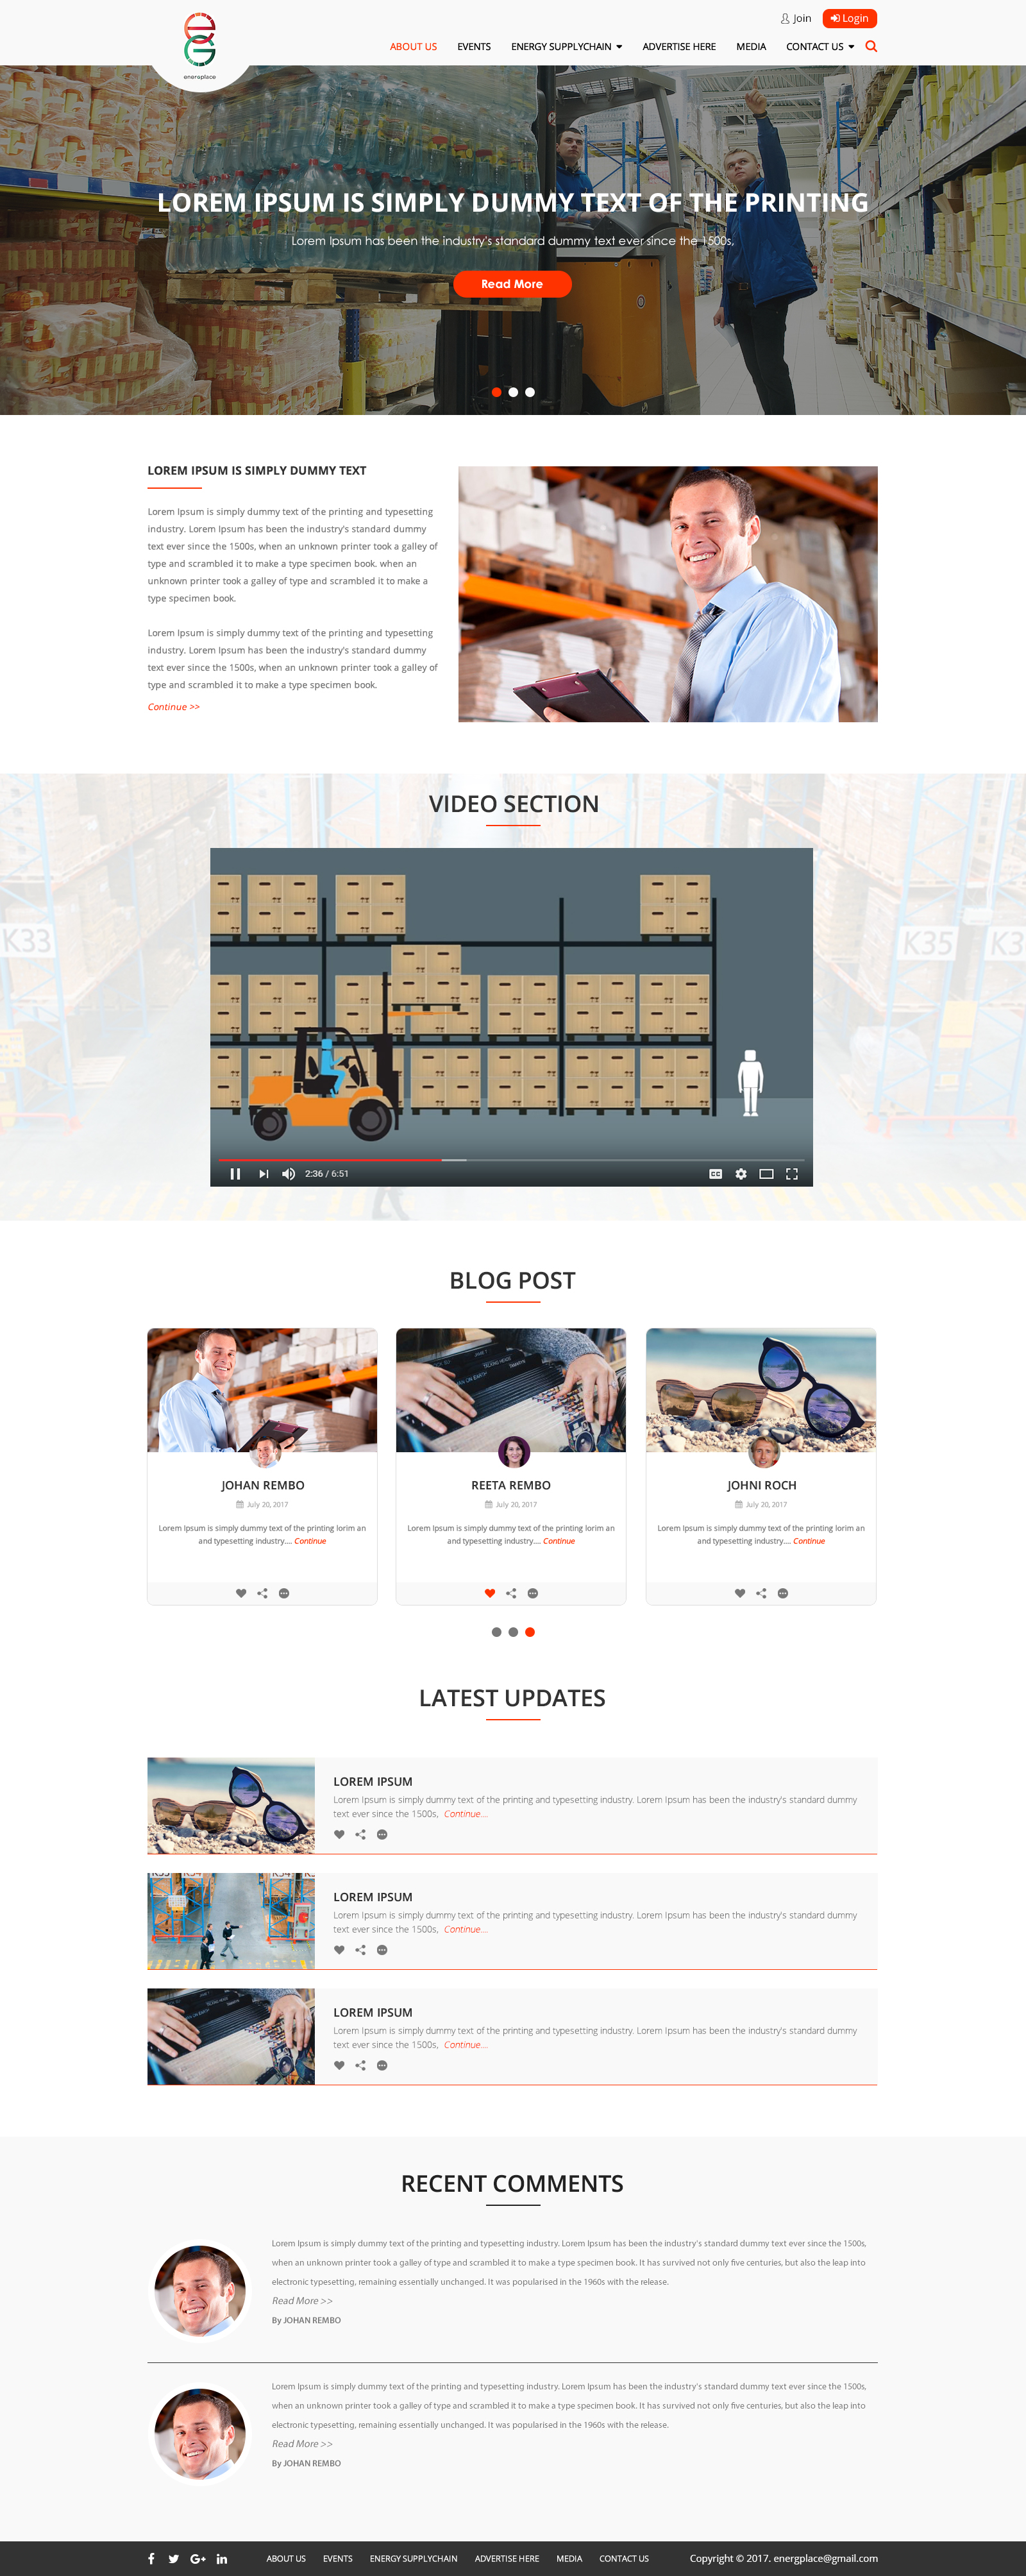 Join
Login
energplace
ABOUT US
EVENTS
ENERGY SUPPLYCHAIN
ADVERTISE HERE
MEDIA
CONTACT US
LOREM IPSUM IS SIMPLY DUMMY TEXT OF THE PRINTING
Lorem Ipsum has been the industry's standard dummy text ever since the 1500s,
Read More
LOREM IPSUM IS SIMPLY DUMMY TEXT
Lorem Ipsum is simply dummy text of the printing and typesetting
industry. Lorem Ipsum has been the industry's standard dummy
text ever since the 1500s, when an unknown printer took a galley of
type and scrambled it to make a type specimen book. when an
unknown printer took a galley of type and scrambled it to make a
type specimen book.
Lorem Ipsum is simply dummy text of the printing and typesetting
industry. Lorem Ipsum has been the industry's standard dummy
text ever since the 1500s, when an unknown printer took a galley of
type and scrambled it to make a type specimen book.
Continue >>
VIDEO SECTION
K33
K35
2:36 / 6:51
CC
BLOG POST
JOHAN REMBO
July 20, 2017
Lorem Ipsum is simply dummy text of the printing lorim an
and typesetting industry.... Continue
REETA REMBO
July 20, 2017
Lorem Ipsum is simply dummy text of the printing lorim an
and typesetting industry.... Continue
JOHNI ROCH
July 20, 2017
Lorem Ipsum is simply dummy text of the printing lorim an
and typesetting industry.... Continue
LATEST UPDATES
LOREM IPSUM
Lorem Ipsum is simply dummy text of the printing and typesetting industry. Lorem Ipsum has been the industry's standard dummy
text ever since the 1500s, Continue....
LOREM IPSUM
Lorem Ipsum is simply dummy text of the printing and typesetting industry. Lorem Ipsum has been the industry's standard dummy
text ever since the 1500s, Continue....
LOREM IPSUM
Lorem Ipsum is simply dummy text of the printing and typesetting industry. Lorem Ipsum has been the industry's standard dummy
text ever since the 1500s, Continue....
RECENT COMMENTS
Lorem Ipsum is simply dummy text of the printing and typesetting industry. Lorem Ipsum has been the industry's standard dummy text ever since the 1500s,
when an unknown printer took a galley of type and scrambled it to make a type specimen book. It has survived not only five centuries, but also the leap into
electronic typesetting, remaining essentially unchanged. It was popularised in the 1960s with the release.
Read More >>
By JOHAN REMBO
Lorem Ipsum is simply dummy text of the printing and typesetting industry. Lorem Ipsum has been the industry's standard dummy text ever since the 1500s,
when an unknown printer took a galley of type and scrambled it to make a type specimen book. It has survived not only five centuries, but also the leap into
electronic typesetting, remaining essentially unchanged. It was popularised in the 1960s with the release.
Read More >>
By JOHAN REMBO
ABOUT US
EVENTS
ENERGY SUPPLYCHAIN
ADVERTISE HERE
MEDIA
CONTACT US
Copyright © 2017. energplace@gmail.com